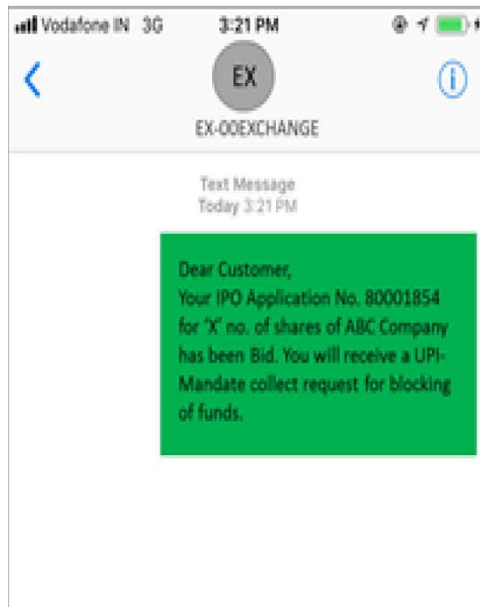 Vodafone IN 3G 3:21 PM
EX
EX-00EXCHANGE
Text Message
Today 3:21 PM
Dear Customer,
Your IPO Application No. 80001854
for 'X' no. of shares of ABC Company
has been Bid. You will receive a UPI-
Mandate collect request for blocking
of funds.